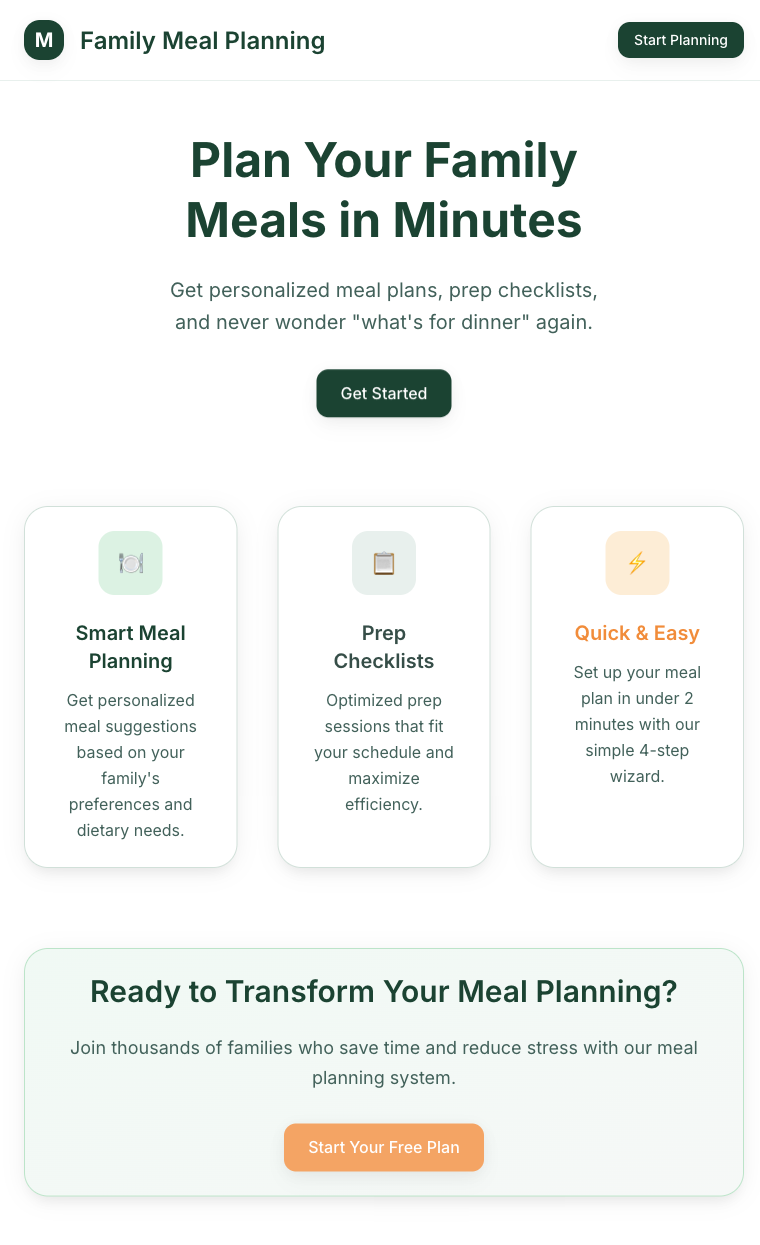 M
Family Meal Planning
Start Planning
Plan Your Family
Meals in Minutes
Get personalized meal plans, prep checklists,
and never wonder "what's for dinner" again.
Get Started
Smart Meal
Planning
Get personalized
meal suggestions
based on your
family's
preferences and
dietary needs.
Prep
Checklists
Optimized prep
sessions that fit
your schedule and
maximize
efficiency.
Quick & Easy
Set up your meal
plan in under 2
minutes with our
simple 4-step
wizard.
Ready to Transform Your Meal Planning?
Join thousands of families who save time and reduce stress with our meal
planning system.
Start Your Free Plan